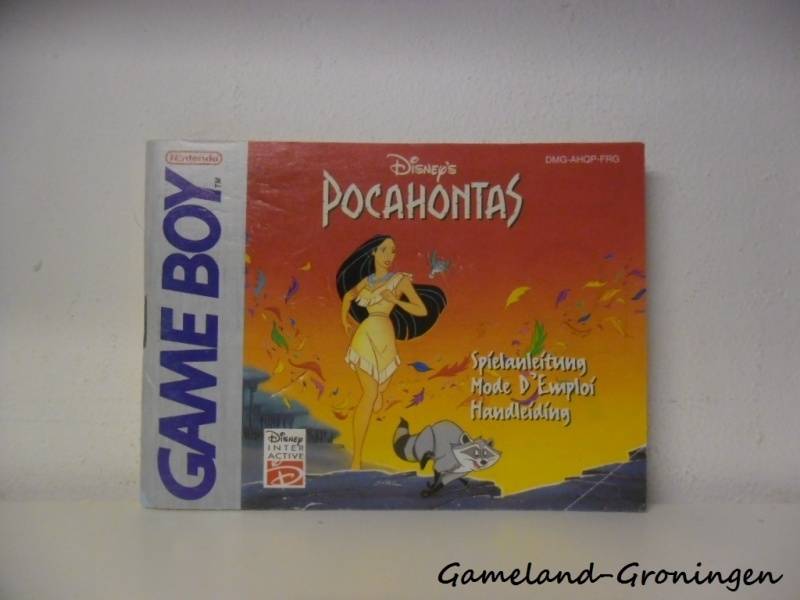 Nintendo
GAME BOY
TM
Disney's
POCAHONTAS
DMG-AHQP-FRG
Spielanleitung
Mode D'Emploi
Handleiding
Disney
INTER
ACTIVE
Gameland-Groningen